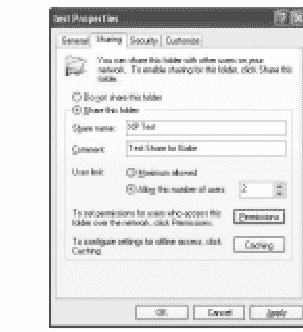 test Properties
General Sharing Security Customize
You can share this folder with other users on your
network. To enable sharing for this folder, click Share this
folder.
Do not share this folder
Share this folder
Share name: XP Test
Comment: Test Share for Blake
User limit: Maximum allowed
Allow this number of users 2
To set permissions for users who access this
folder over the network, click Permissions. Permissions
To configure settings for offline access, click
Caching. Caching
OK Cancel Apply